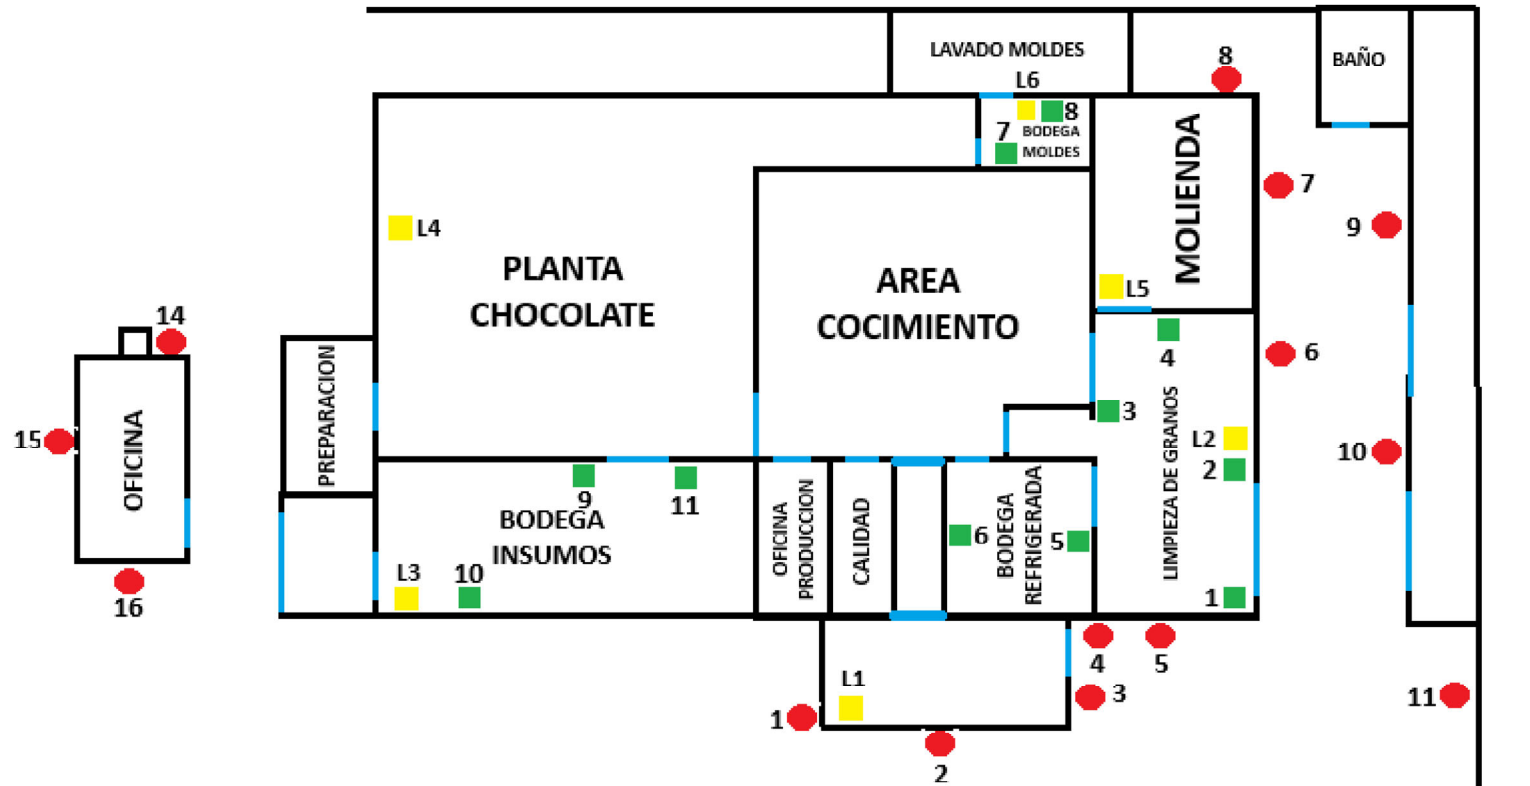 LAVADO MOLDES
8
BAÑO
L6
8
7 BODEGA
MOLDES
MOLIENDA
7
9
L4
PLANTA
CHOCOLATE
AREA
COCIMIENTO
L5
14
4
6
PREPARACION
OFICINA
15
3
LIMPIEZA DE GRANOS
L2
2
10
9
11
BODEGA
INSUMOS
OFICINA
PRODUCCION
CALIDAD
6
5
BODEGA
REFRIGERADA
L3
10
1
16
4
5
L1
1
3
11
2